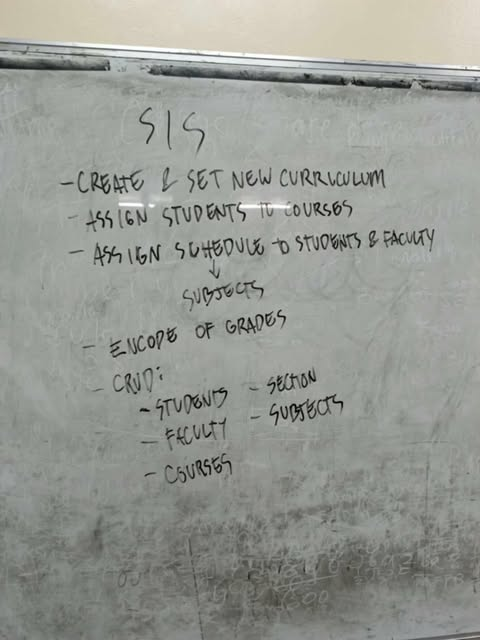 SIS
- CREATE & SET NEW CURRICULUM
- ASSIGN STUDENTS TO COURSES
- ASSIGN SCHEDULE to STUDENTS & FACULTY
↓
SUBJECTS
- ENCODE OF GRADES
- CRUD:
- STUDENTS - SECTION
- FACULTY - SUBJECTS
- COURSES